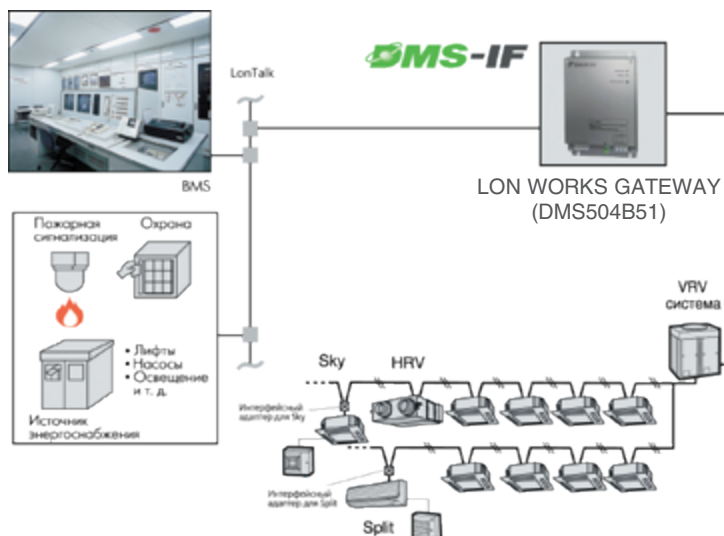 LonTalk
DMS-IF
BMS
LON WORKS GATEWAY
(DMS504B51)
Пожарная
сигнализация
Охрана
• Лифты
• Насосы
• Освещение
и т. д.
Источник
энергоснабжения
VRV
система
Sky
HRV
Интерфейсный
адаптер для Sky
Интерфейсный
адаптер для Split
Split